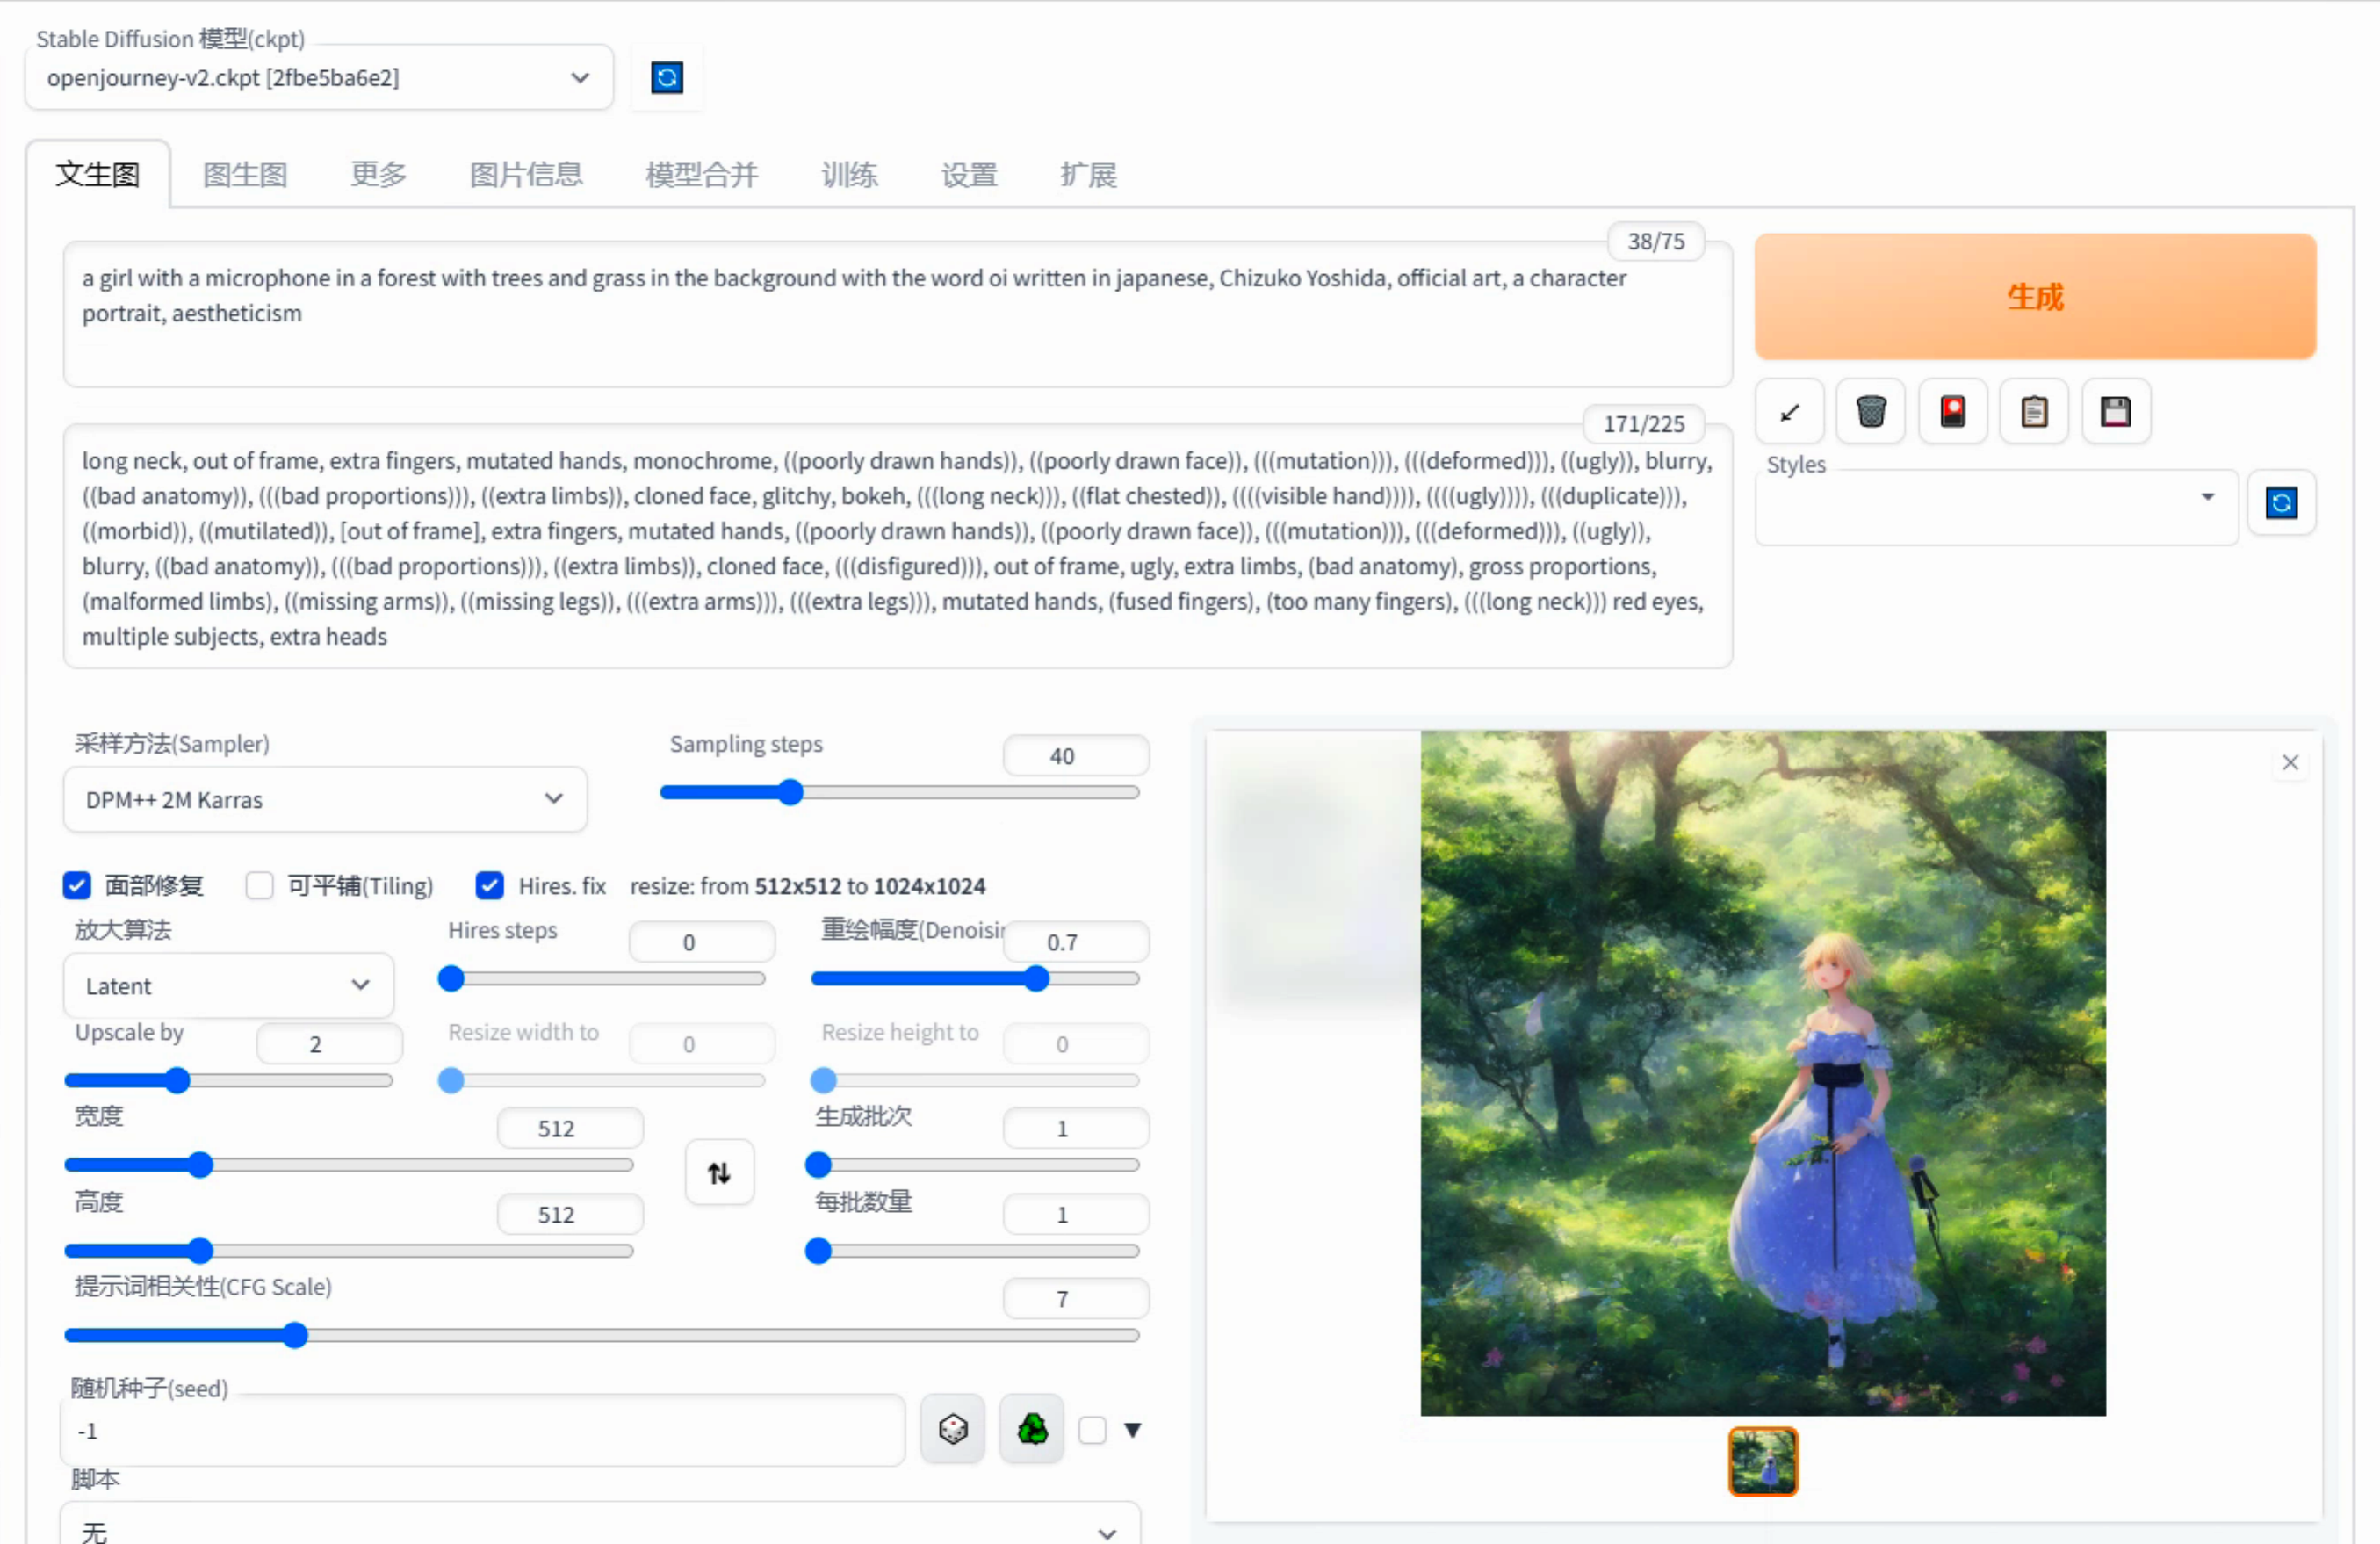 Stable Diffusion 模型(ckpt)
openjourney-v2.ckpt [2fbe5ba6e2]
文生图 图生图 更多 图片信息 模型合并 训练 设置 扩展
38/75
a girl with a microphone in a forest with trees and grass in the background with the word oi written in japanese, Chizuko Yoshida, official art, a character
portrait, aestheticism
生成
171/225
long neck, out of frame, extra fingers, mutated hands, monochrome, ((poorly drawn hands)), ((poorly drawn face)), (((mutation))), (((deformed))), ((ugly)), blurry,
((bad anatomy)), (((bad proportions))), ((extra limbs)), cloned face, glitchy, bokeh, (((long neck))), ((flat chested)), ((((visible hand)))), ((((ugly)))), (((duplicate))),
((morbid)), ((mutilated)), [out of frame], extra fingers, mutated hands, ((poorly drawn hands)), ((poorly drawn face)), (((mutation))), (((deformed))), ((ugly)),
blurry, ((bad anatomy)), (((bad proportions))), ((extra limbs)), cloned face, (((disfigured))), out of frame, ugly, extra limbs, (bad anatomy), gross proportions,
(malformed limbs), ((missing arms)), ((missing legs)), (((extra arms))), (((extra legs))), mutated hands, (fused fingers), (too many fingers), (((long neck))) red eyes,
multiple subjects, extra heads
Styles
采样方法(Sampler)
DPM++ 2M Karras
Sampling steps
40
面部修复 可平铺(Tiling) Hires. fix resize: from 512x512 to 1024x1024
放大算法
Latent
Hires steps
0
重绘幅度(Denoisin
0.7
Upscale by
2
Resize width to
0
Resize height to
0
宽度
512
生成批次
1
高度
512
每批数量
1
提示词相关性(CFG Scale)
7
随机种子(seed)
-1
脚本
无